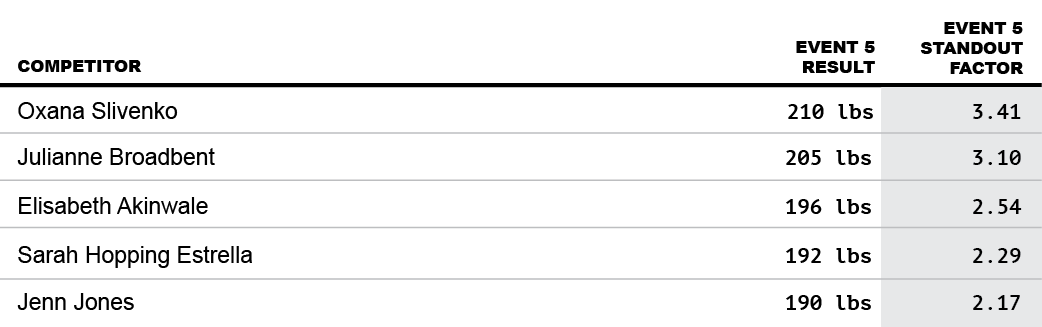 COMPETITOR EVENT 5 RESULT EVENT 5 STANDOUT FACTOR
Oxana Slivenko 210 lbs 3.41
Julianne Broadbent 205 lbs 3.10
Elisabeth Akinwale 196 lbs 2.54
Sarah Hopping Estrella 192 lbs 2.29
Jenn Jones 190 lbs 2.17